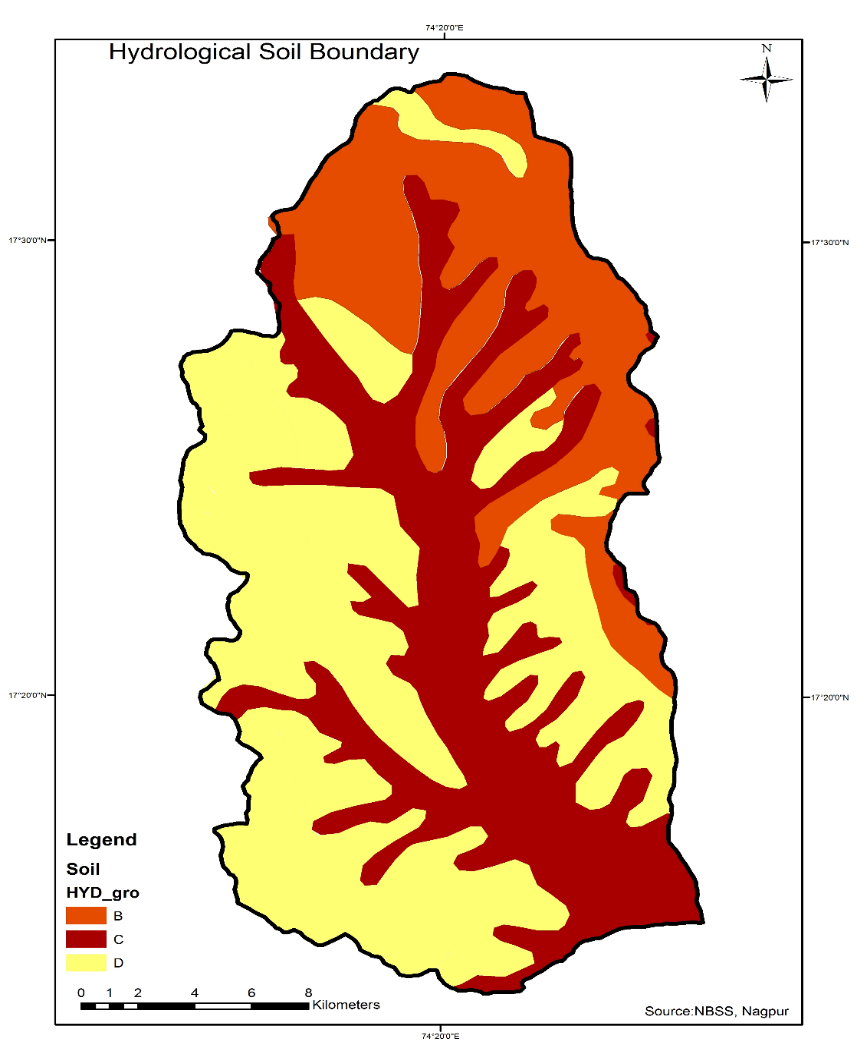 74°20'0"E
Hydrological Soil Boundary
N
17°30'0"N
17°30'0"N
17°20'0"N
17°20'0"N
Legend
Soil
HYD_gro
B
C
D
0 1 2 4 6 8
Kilometers
Source:NBSS, Nagpur
74°20'0"E